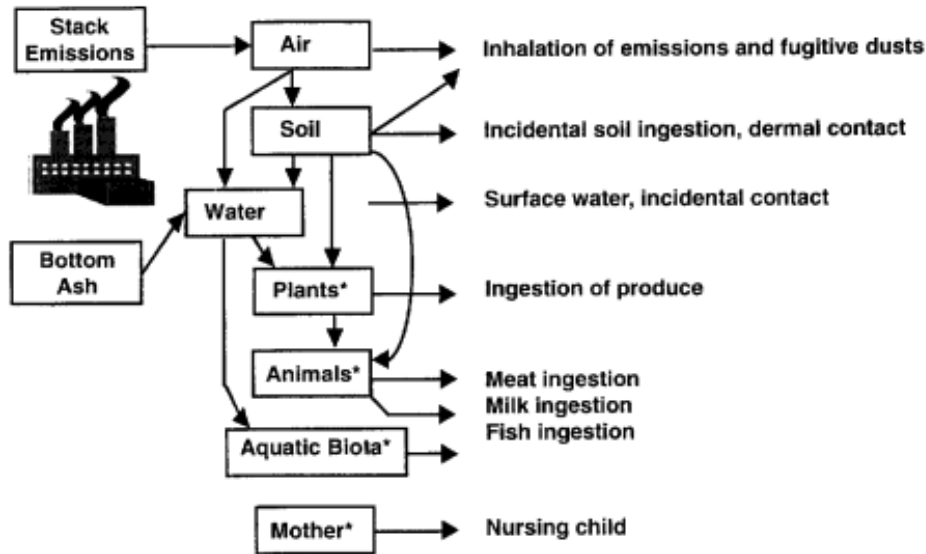 Stack
Emissions
Air
Inhalation of emissions and fugitive dusts
Soil
Incidental soil ingestion, dermal contact
Water
Surface water, incidental contact
Bottom
Ash
Plants*
Ingestion of produce
Animals*
Meat ingestion
Milk ingestion
Fish ingestion
Aquatic Biota*
Mother*
Nursing child